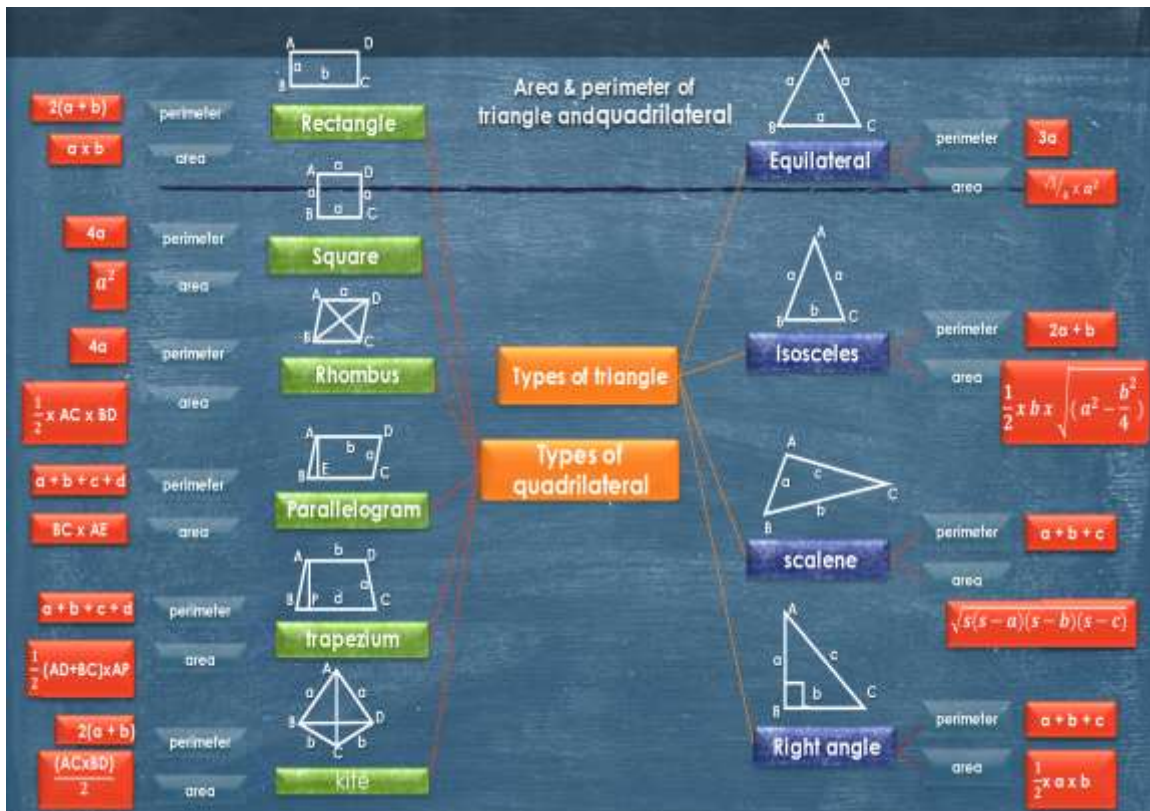 Area & perimeter of
triangle and quadrilateral
A D
a b
B C
Rectangle
perimeter
2(a + b)
area
a x b
a
A D
a a
B a C
Square
perimeter
4a
area
a²
A a D
B C
Rhombus
perimeter
4a
area
1/2 x AC x BD
A D
b a
B E C
Parallelogram
perimeter
a + b + c + d
area
BC x AE
b
A D
a
B P d C
trapezium
perimeter
a + b + c + d
area
1/2 (AD+BC)xAP
A
a a
B D
b C b
kite
perimeter
2(a + b)
area
(ACxBD)/2
Types of triangle
Types of
quadrilateral
A
a a
B a C
Equilateral
perimeter
3a
area
x a²
A
a a
B b C
Isosceles
perimeter
2a + b
area
1/2 x b x √(a² − b²/4)
A
a c
C
B b
scalene
perimeter
a + b + c
area
√s(s − a)(s − b)(s − c)
A
a c
b
B C
Right angle
perimeter
a + b + c
area
1/2 x a x b